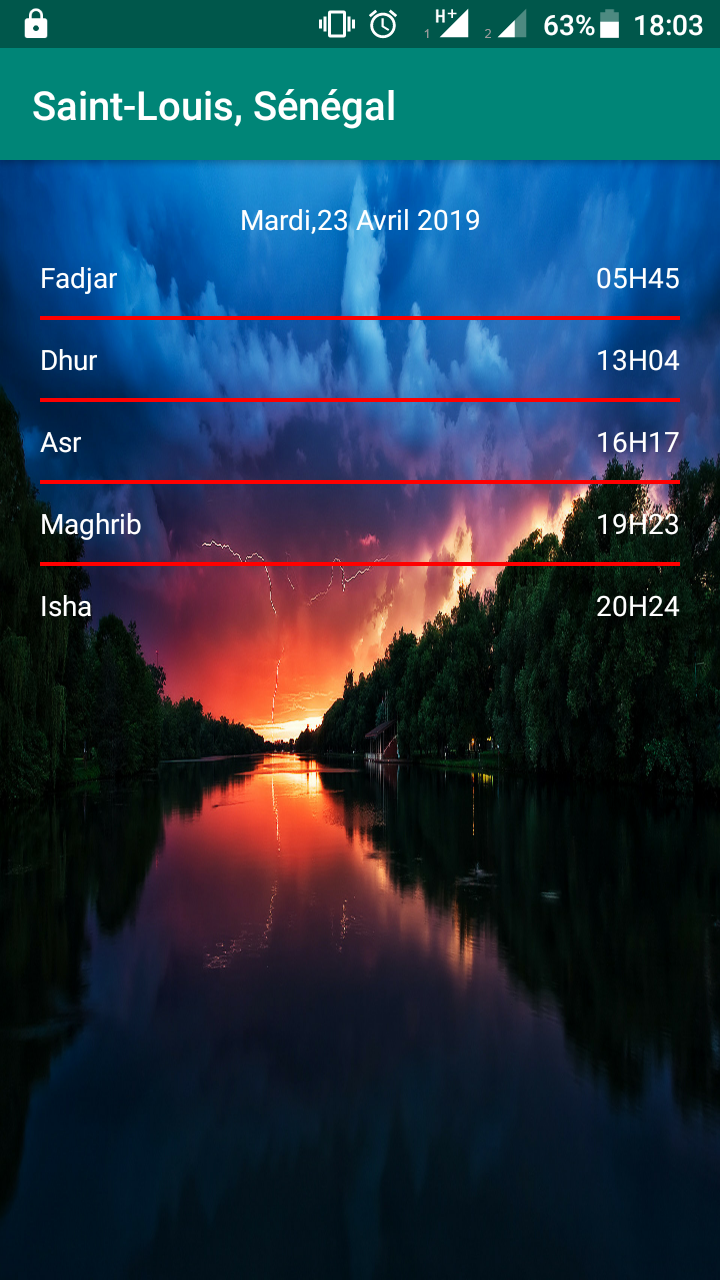 1 H+ 2 63% 18:03
Saint-Louis, Sénégal
Mardi,23 Avril 2019
Fadjar 05H45
Dhur 13H04
Asr 16H17
Maghrib 19H23
Isha 20H24